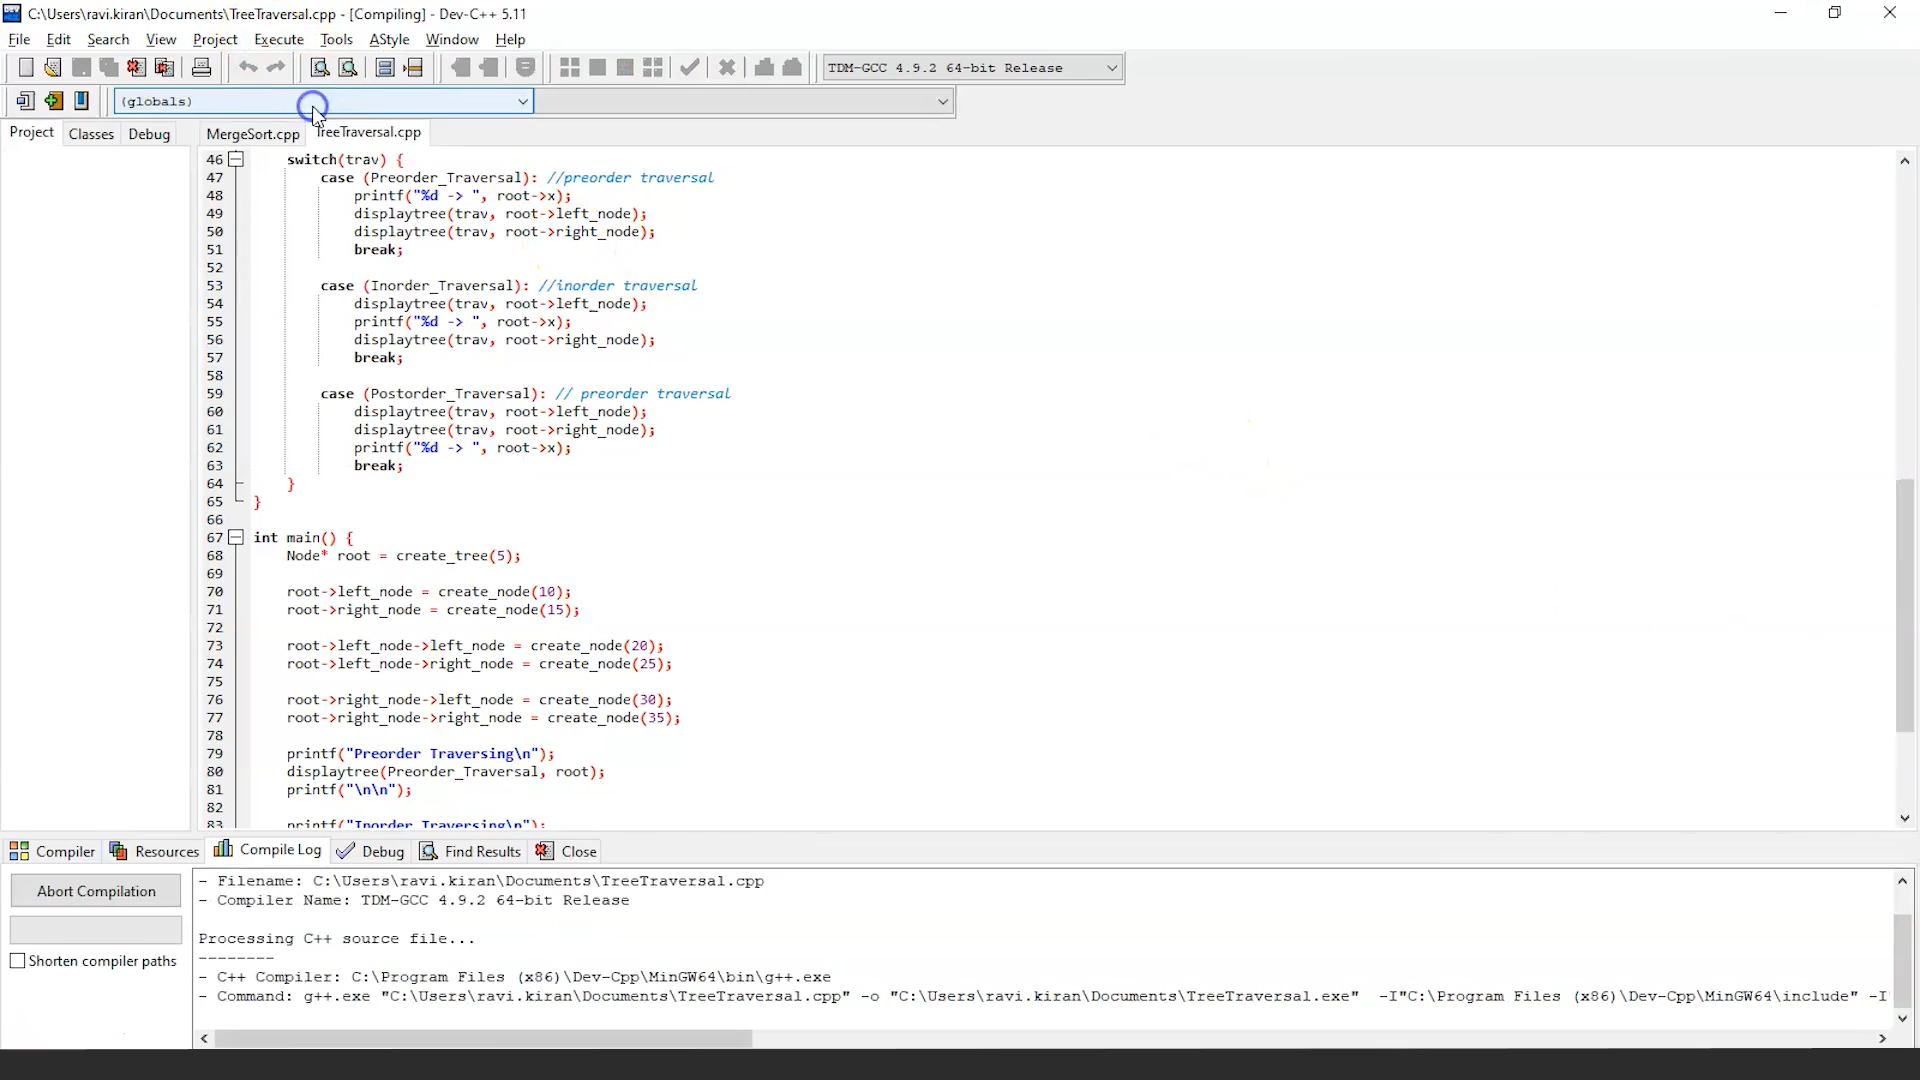 C:\Users\ravi.kiran\Documents\TreeTraversal.cpp - [Compiling] - Dev-C++ 5.11
File Edit Search View Project Execute Tools AStyle Window Help
TDM-GCC 4.9.2 64-bit Release
(globals)
Project Classes Debug MergeSort.cpp TreeTraversal.cpp
46 switch(trav) {
47 case (Preorder_Traversal): //preorder traversal
48 printf("%d -> ", root->x);
49 displaytree(trav, root->left_node);
50 displaytree(trav, root->right_node);
51 break;
52
53 case (Inorder_Traversal): //inorder traversal
54 displaytree(trav, root->left_node);
55 printf("%d -> ", root->x);
56 displaytree(trav, root->right_node);
57 break;
58
59 case (Postorder_Traversal): // preorder traversal
60 displaytree(trav, root->left_node);
61 displaytree(trav, root->right_node);
62 printf("%d -> ", root->x);
63 break;
64 }
65 }
66
67 int main() {
68 Node* root = create_tree(5);
69
70 root->left_node = create_node(10);
71 root->right_node = create_node(15);
72
73 root->left_node->left_node = create_node(20);
74 root->left_node->right_node = create_node(25);
75
76 root->right_node->left_node = create_node(30);
77 root->right_node->right_node = create_node(35);
78
79 printf("Preorder Traversing\n");
80 displaytree(Preorder_Traversal, root);
81 printf("\n\n");
82
83 printf("Inorder Traversing\n");
Compiler Resources Compile Log Debug Find Results Close
Abort Compilation
Shorten compiler paths
- Filename: C:\Users\ravi.kiran\Documents\TreeTraversal.cpp
- Compiler Name: TDM-GCC 4.9.2 64-bit Release
Processing C++ source file...
--------
- C++ Compiler: C:\Program Files (x86)\Dev-Cpp\MinGW64\bin\g++.exe
- Command: g++.exe "C:\Users\ravi.kiran\Documents\TreeTraversal.cpp" -o "C:\Users\ravi.kiran\Documents\TreeTraversal.exe" -I"C:\Program Files (x86)\Dev-Cpp\MinGW64\include" -I